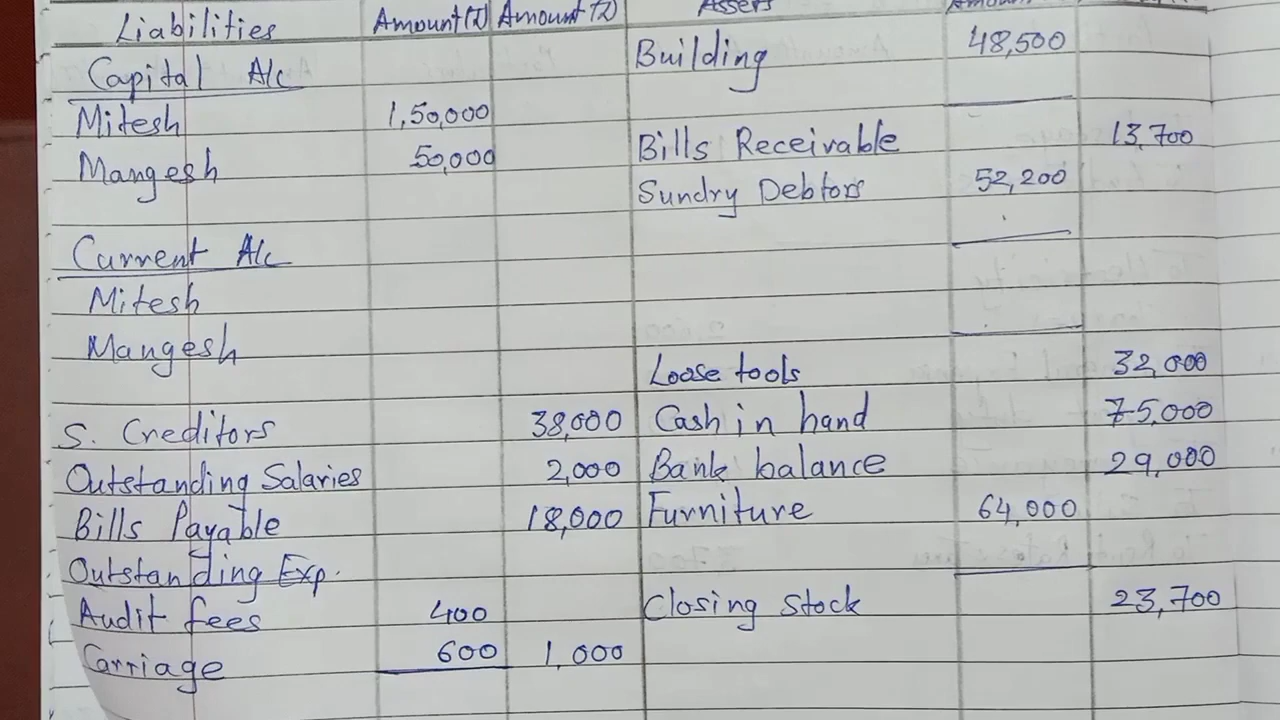 Liabilities Amount(₹) Amount(₹) Assets
Building 48,500
Capital A/c
Mitesh 1,50,000
Bills Receivable 13,700
Mangesh 50,000
Sundry Debtors 52,200
Current A/c
Mitesh
Mangesh
Loose tools 32,000
S. Creditors 38,000 Cash in hand 75,000
Outstanding Salaries 2,000 Bank balance 29,000
Bills Payable 18,000 Furniture 64,000
Outstanding Exp.
Audit fees 400 Closing Stock 23,700
Carriage 600 1,000